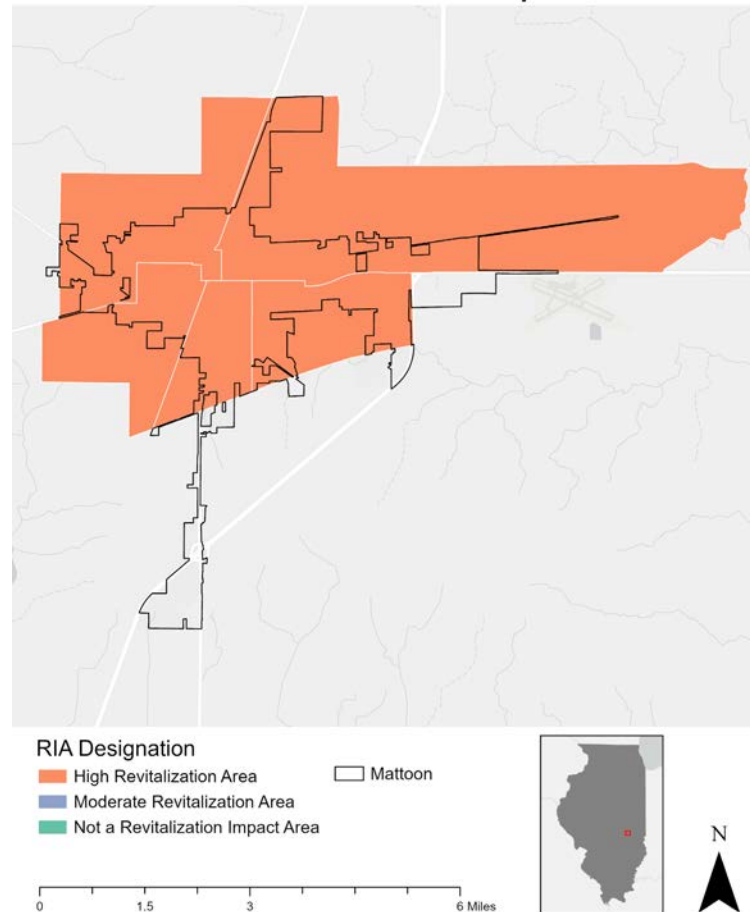 RIA Designation
High Revitalization Area
Mattoon
Moderate Revitalization Area
Not a Revitalization Impact Area
N
0 1.5 3 6 Miles